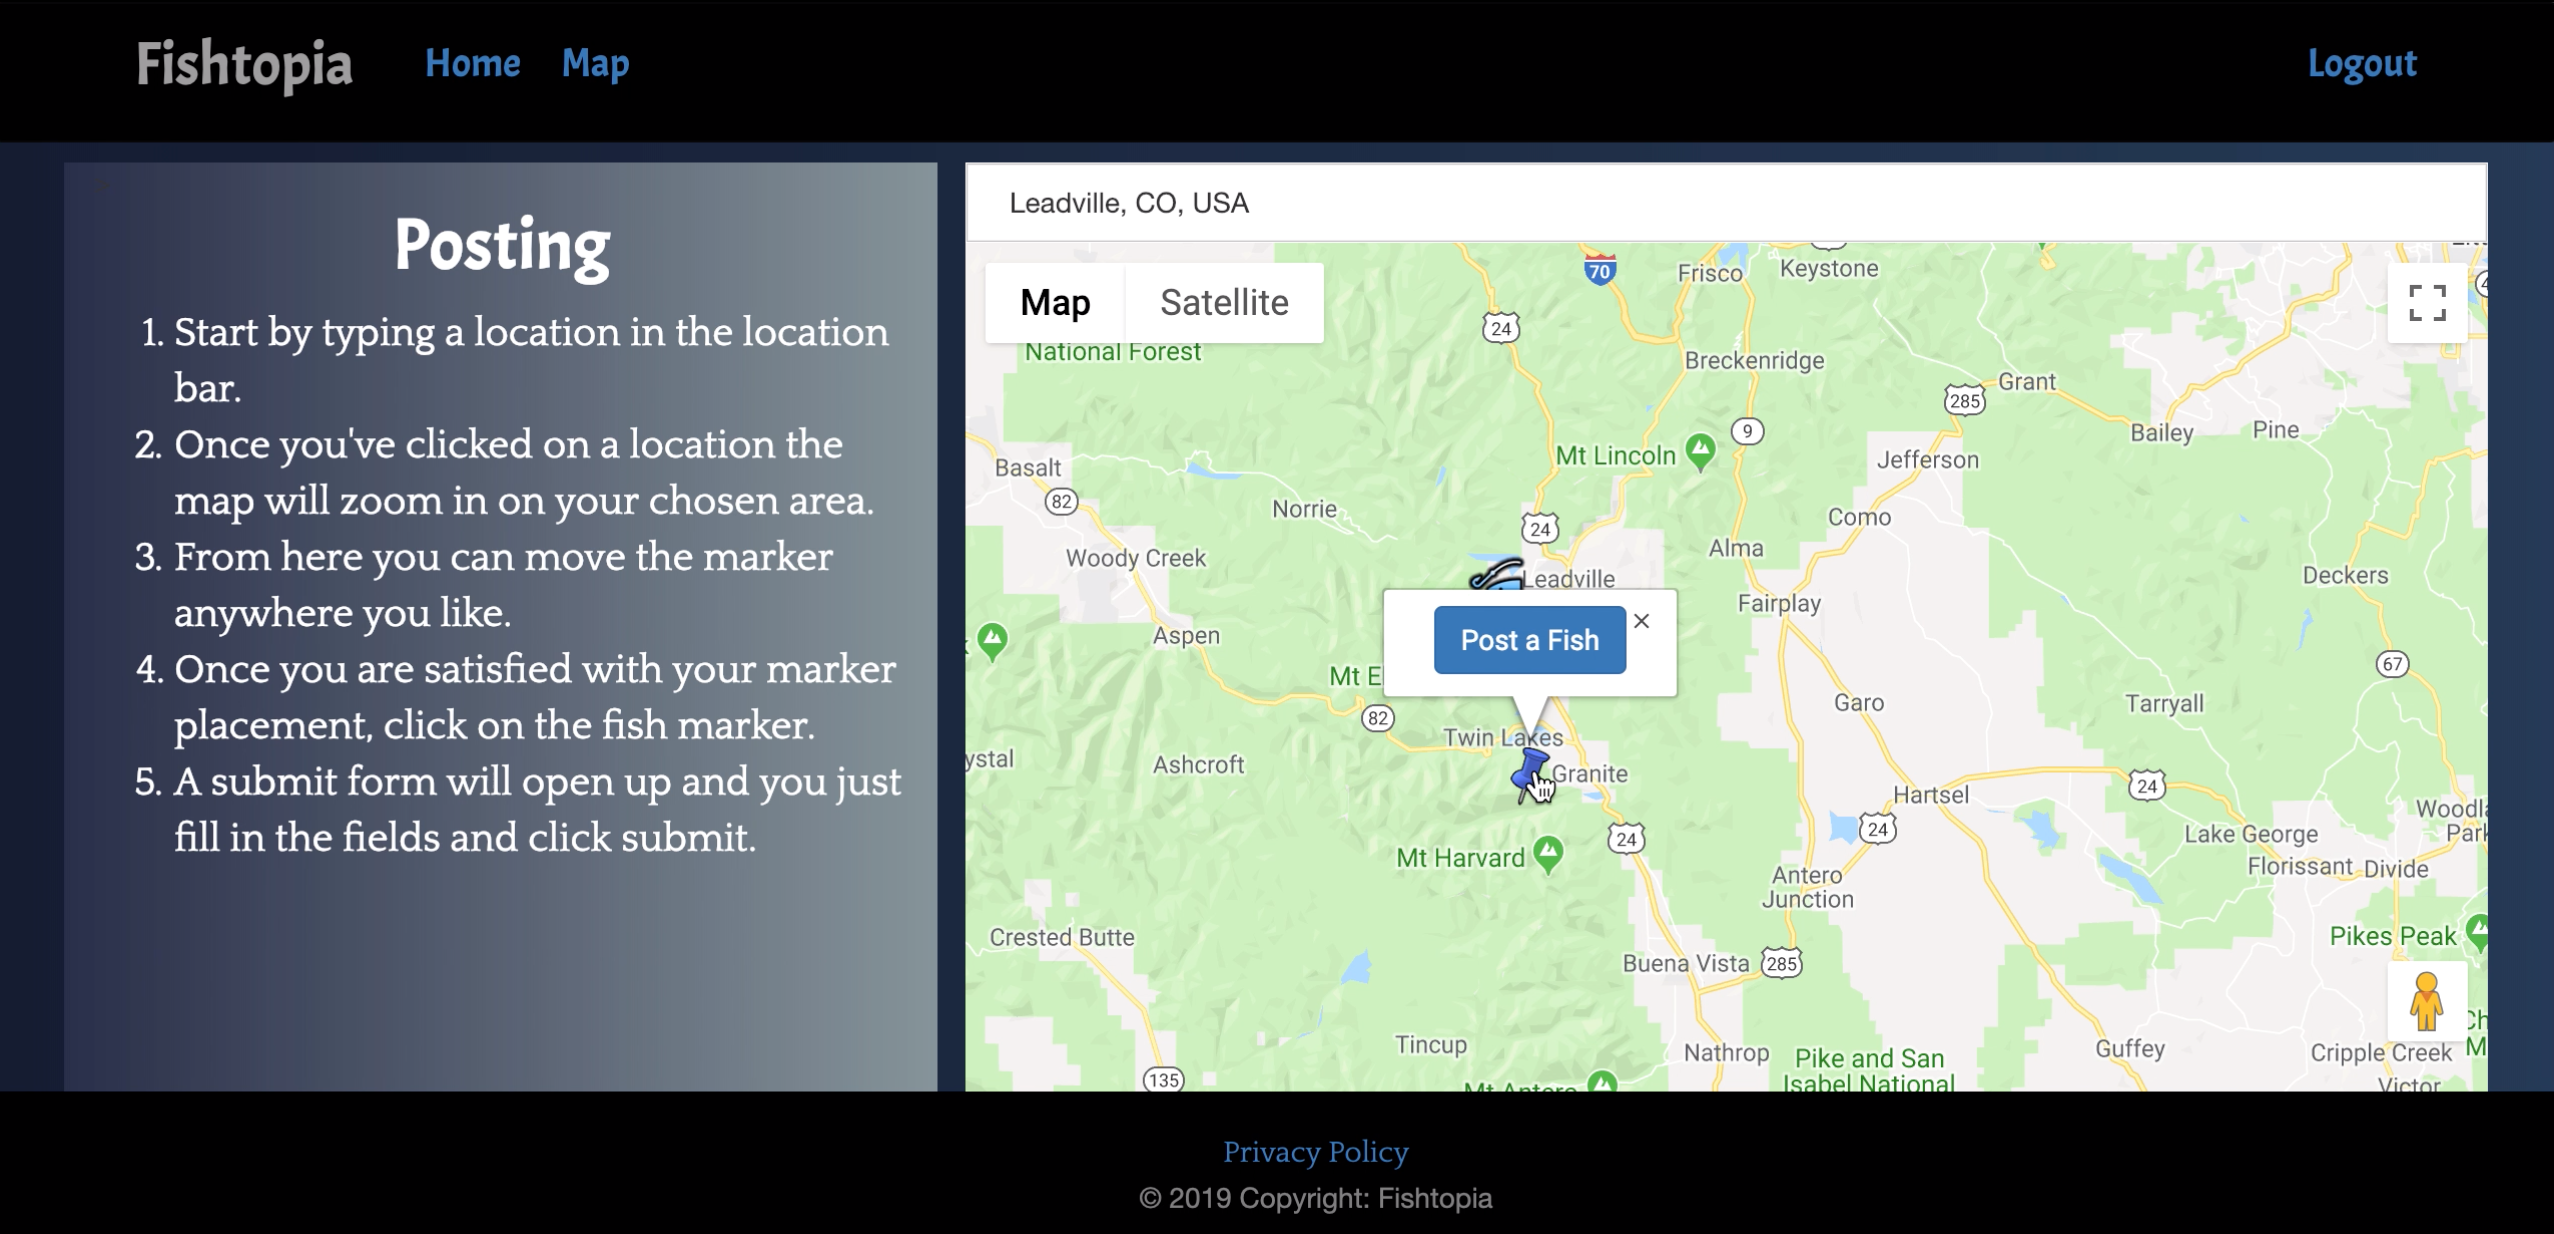 Fishtopia Home Map Logout
Posting
1. Start by typing a location in the location
bar.
2. Once you've clicked on a location the
map will zoom in on your chosen area.
3. From here you can move the marker
anywhere you like.
4. Once you are satisfied with your marker
placement, click on the fish marker.
5. A submit form will open up and you just
fill in the fields and click submit.
Leadville, CO, USA
Map Satellite
National Forest
70
Frisco
Keystone
24
Breckenridge
Grant
285
Bailey
Pine
9
Mt Lincoln
Jefferson
Basalt
82
Norrie
24
Como
Alma
Woody Creek
Leadville
Deckers
Fairplay
Post a Fish
Aspen
67
Mt E
82
Garo
Tarryall
Twin Lakes
ystal
Ashcroft
Granite
Hartsel
24
24
24
Woodla
Park
Lake George
Mt Harvard
Florissant
Divide
Antero
Junction
Crested Butte
Pikes Peak
Buena Vista
285
Ch
M
Tincup
Nathrop
Guffey
Cripple Creek
Pike and San
Isabel National
135
Mt Antero
Victor
Privacy Policy
© 2019 Copyright: Fishtopia